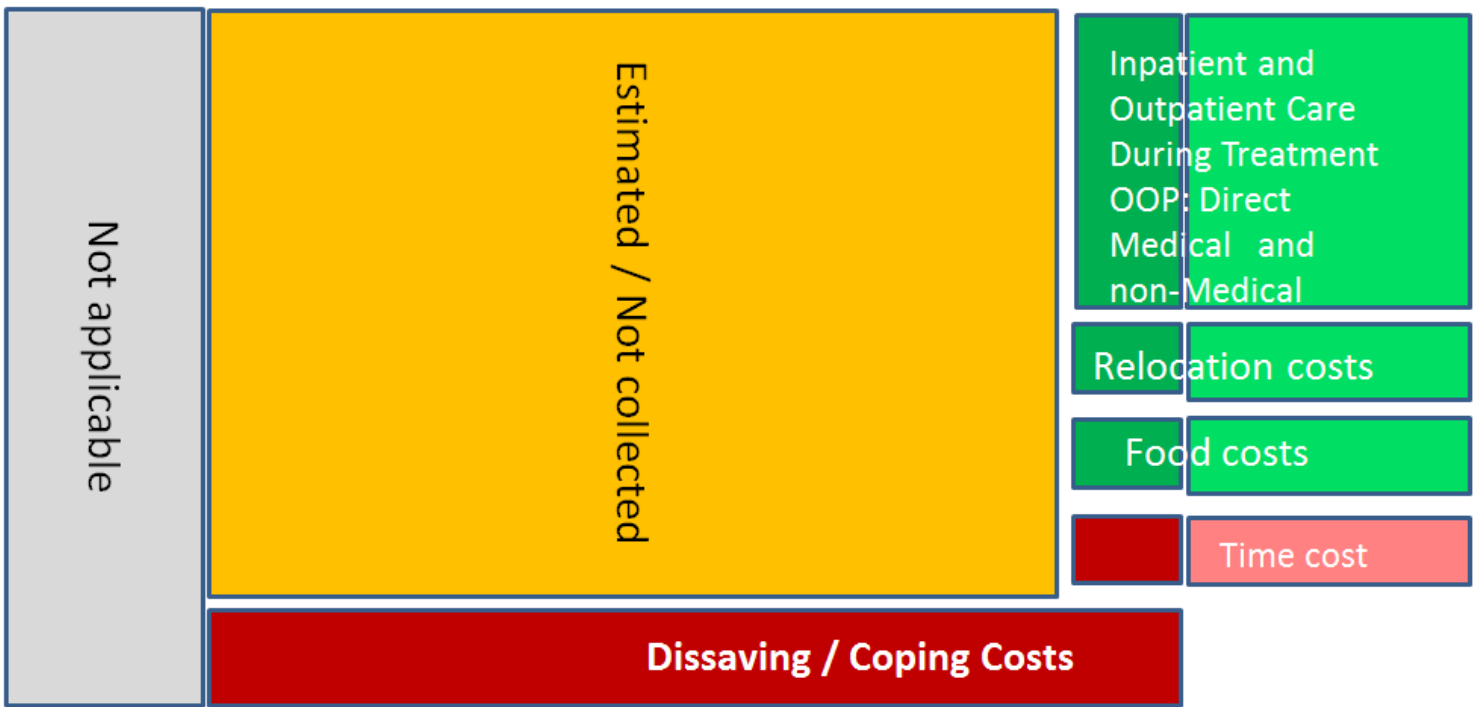 Not applicable
Estimated / Not collected
Inpatient and
Outpatient Care
During Treatment
OOP: Direct
Medical and
non-Medical
Relocation costs
Food costs
Time cost
Dissaving / Coping Costs